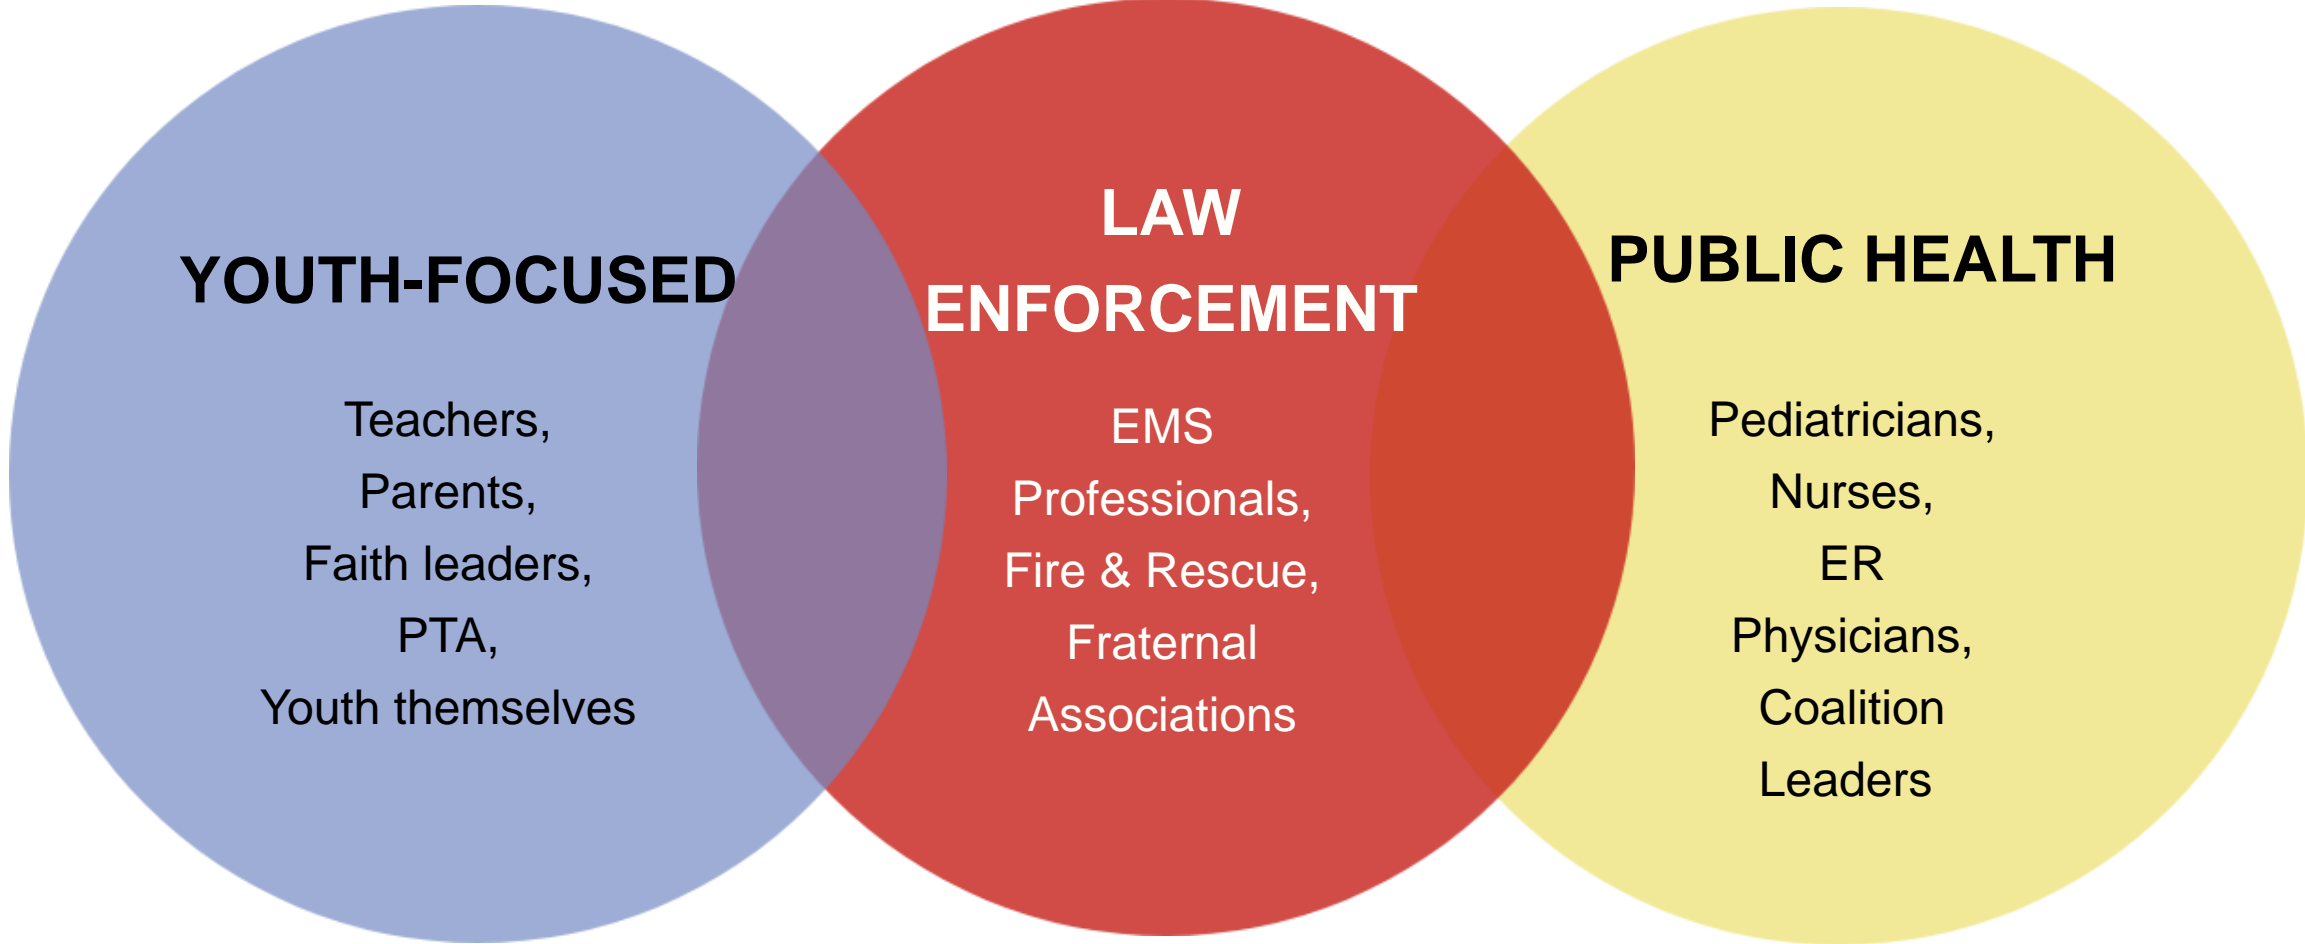 YOUTH-FOCUSED
Teachers,
Parents,
Faith leaders,
PTA,
Youth themselves
LAW
ENFORCEMENT
EMS
Professionals,
Fire & Rescue,
Fraternal
Associations
PUBLIC HEALTH
Pediatricians,
Nurses,
ER
Physicians,
Coalition
Leaders